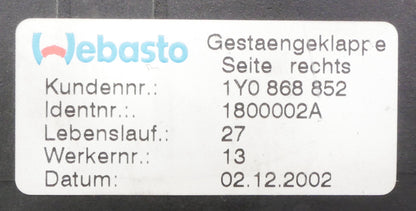 Webasto Gestaengeklappe
Seite rechts
Kundennr.: 1Y0 868 852
Identnr.: 1800002A
Lebenslauf.: 27
Werkernr.: 13
Datum: 02.12.2002